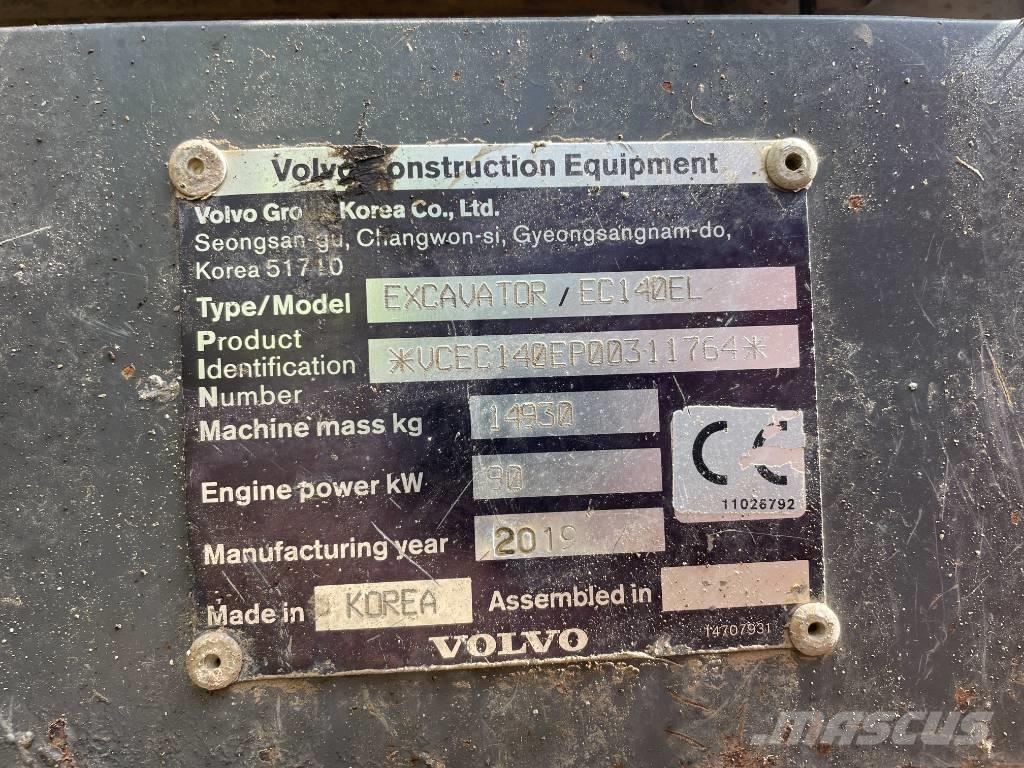 Volvo Construction Equipment
Volvo Gro Korea Co., Ltd.
Seongsan-gu, Changwon-si, Gyeongsangnam-do,
Korea 51710
Type/Model EXCAVATOR / EC140EL
Product
Identification *VCEC140EP00311764*
Number
Machine mass kg 14930
Engine power kW 90
CE
11026792
Manufacturing year 2019
Made in KOREA Assembled in
VOLVO 14707931
MASCUS